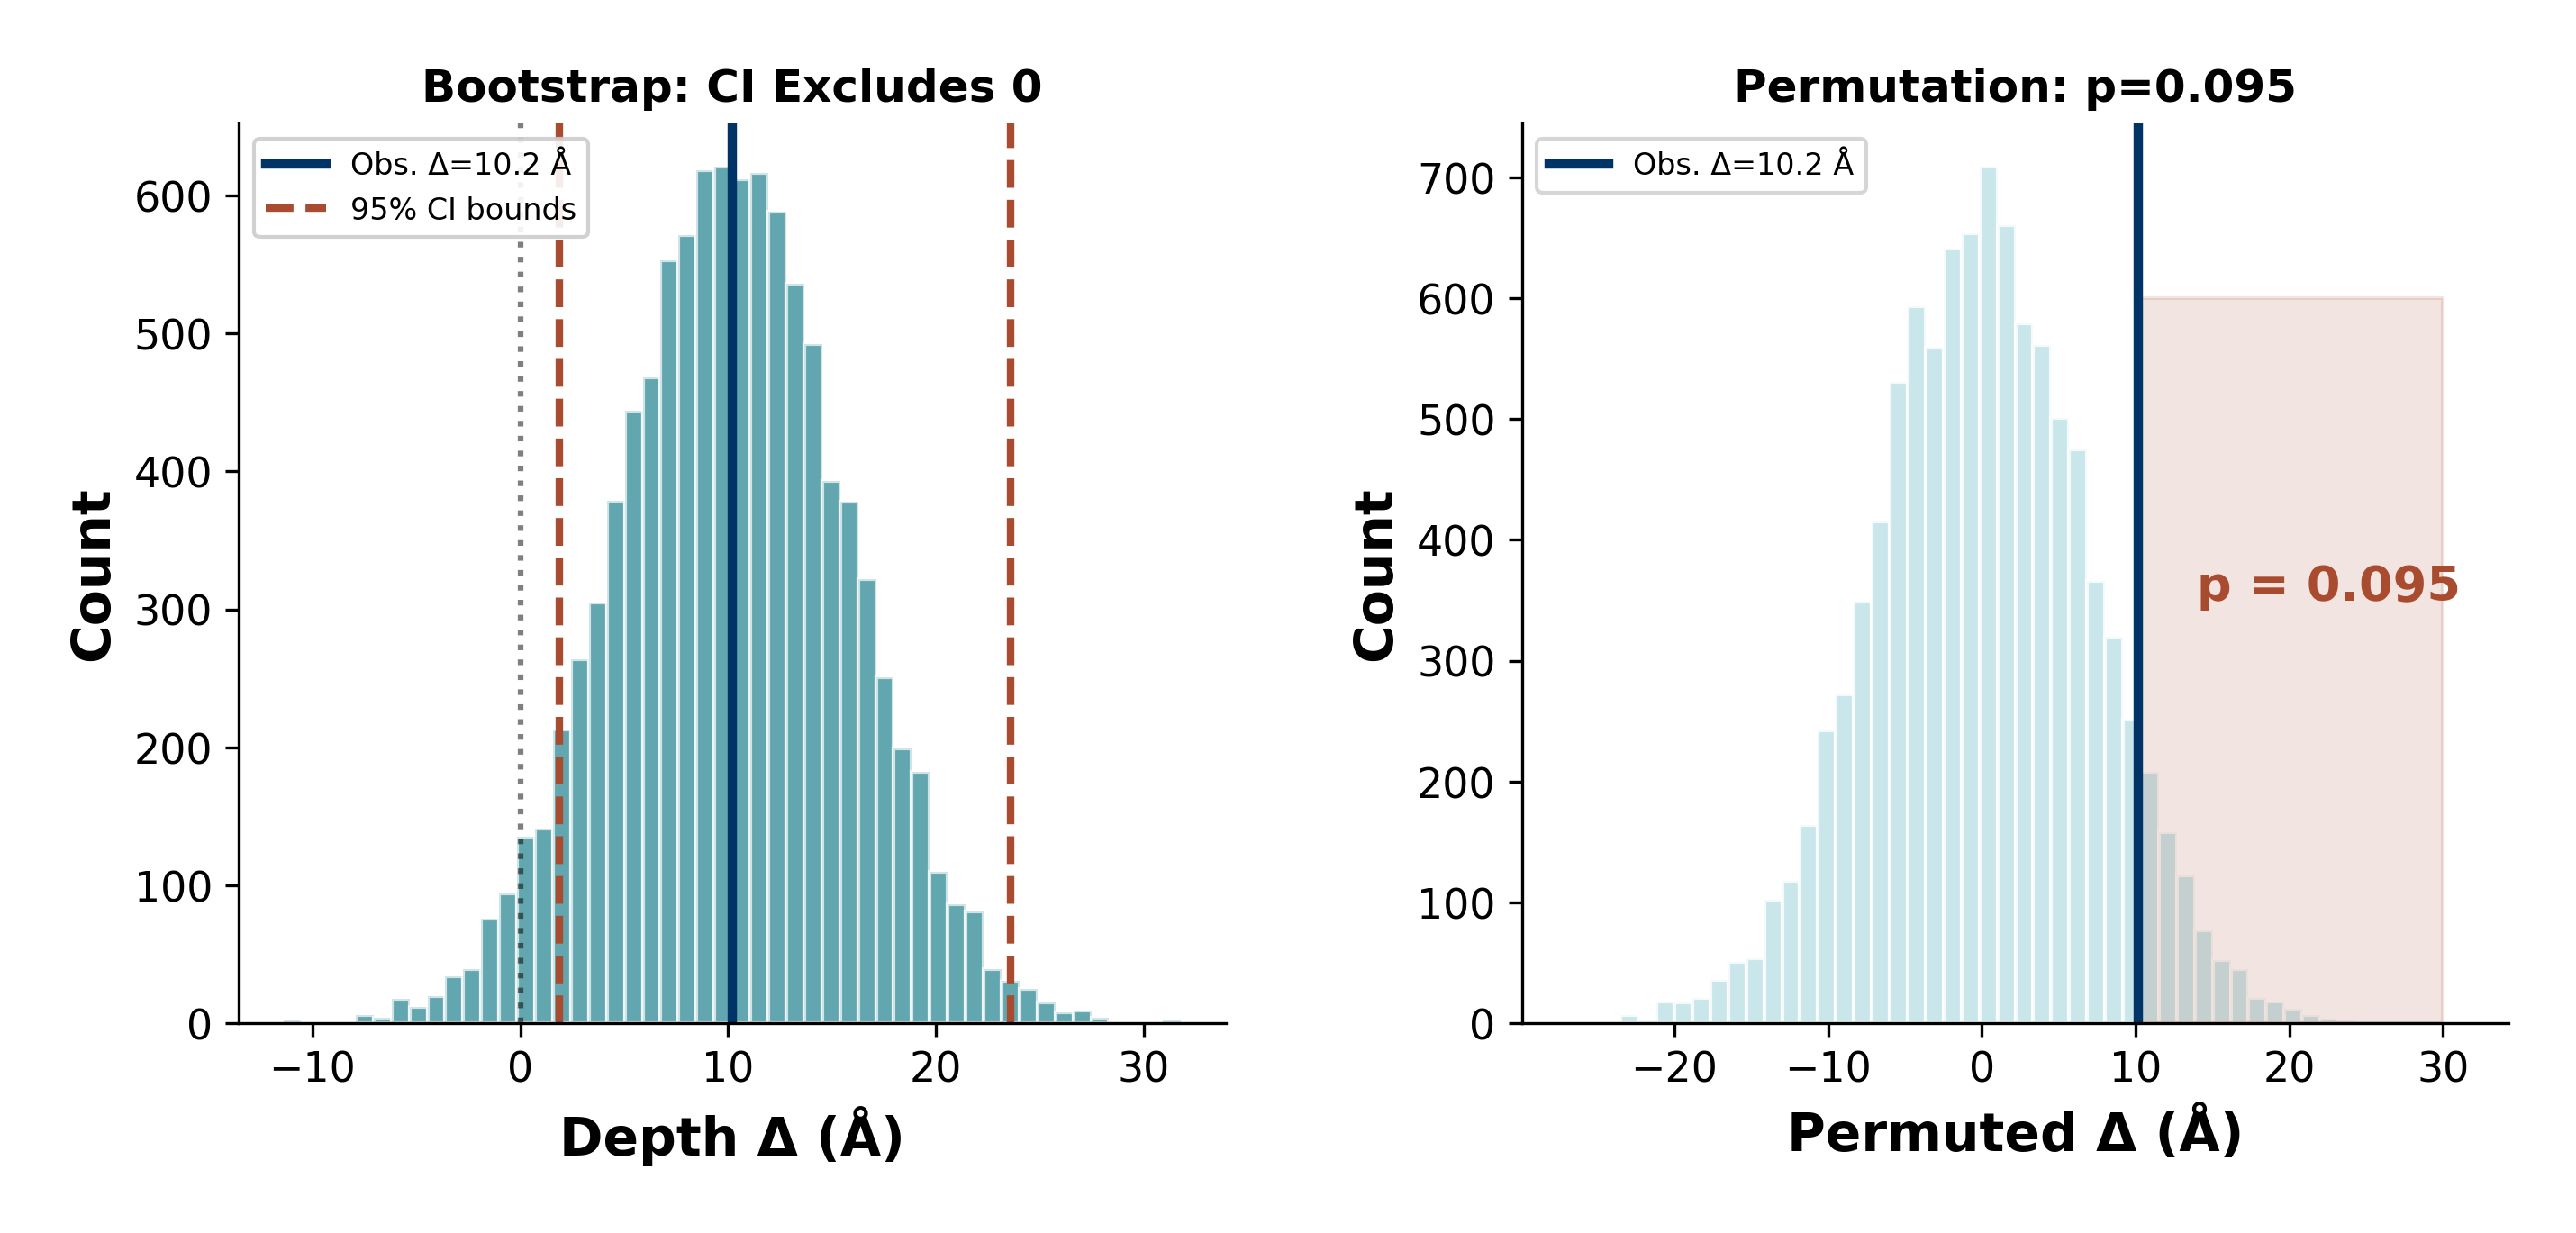 Bootstrap: CI Excludes 0
Obs. Δ=10.2 Å
95% CI bounds
600
500
400
300
200
100
0
Count
−10
0
10
20
30
Depth Δ (Å)
Permutation: p=0.095
Obs. Δ=10.2 Å
700
600
500
400
300
200
100
0
Count
p = 0.095
−20
−10
0
10
20
30
Permuted Δ (Å)